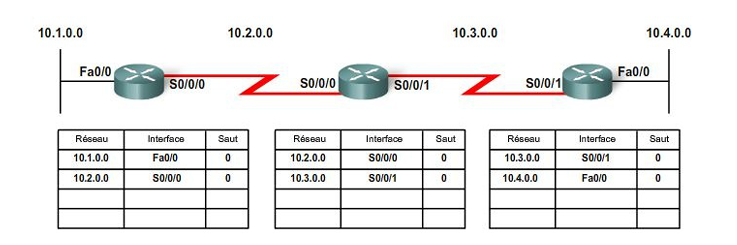 10.1.0.0 10.2.0.0 10.3.0.0 10.4.0.0
Fa0/0 S0/0/0 S0/0/0 S0/0/1 S0/0/1 Fa0/0
Réseau Interface Saut
10.1.0.0 Fa0/0 0
10.2.0.0 S0/0/0 0
Réseau Interface Saut
10.2.0.0 S0/0/0 0
10.3.0.0 S0/0/1 0
Réseau Interface Saut
10.3.0.0 S0/0/1 0
10.4.0.0 Fa0/0 0